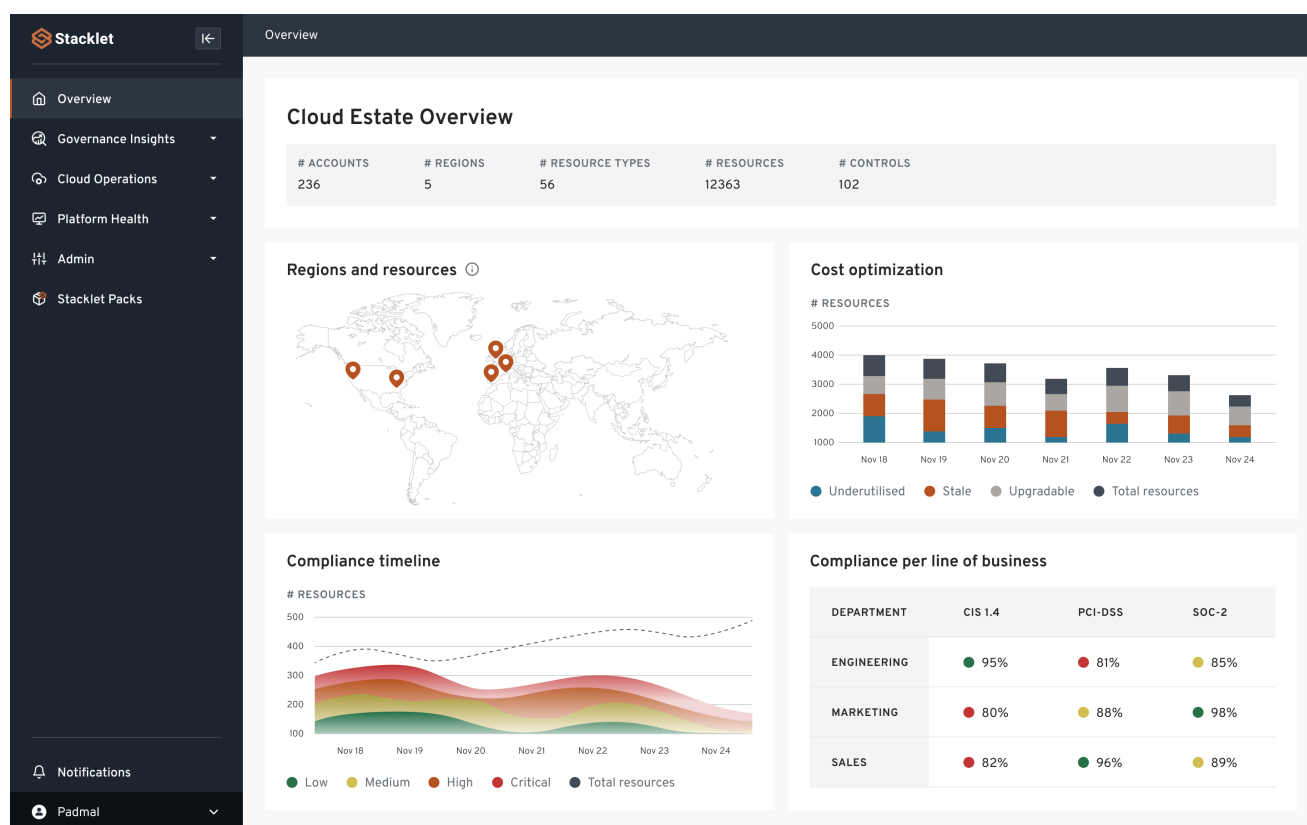 Stacklet
Overview
Governance Insights
Cloud Operations
Platform Health
Admin
Stacklet Packs
Notifications
Padmal
Overview
Cloud Estate Overview
# ACCOUNTS # REGIONS # RESOURCE TYPES # RESOURCES # CONTROLS
236 5 56 12363 102
Regions and resources
Cost optimization
# RESOURCES
5000
4000
3000
2000
1000
Nov 18 Nov 19 Nov 20 Nov 21 Nov 22 Nov 23 Nov 24
Underutilised Stale Upgradable Total resources
Compliance timeline
# RESOURCES
500
400
300
200
100
Nov 18 Nov 19 Nov 20 Nov 21 Nov 22 Nov 23 Nov 24
Low Medium High Critical Total resources
Compliance per line of business
DEPARTMENT CIS 1.4 PCI-DSS SOC-2
ENGINEERING 95% 81% 85%
MARKETING 80% 88% 98%
SALES 82% 96% 89%